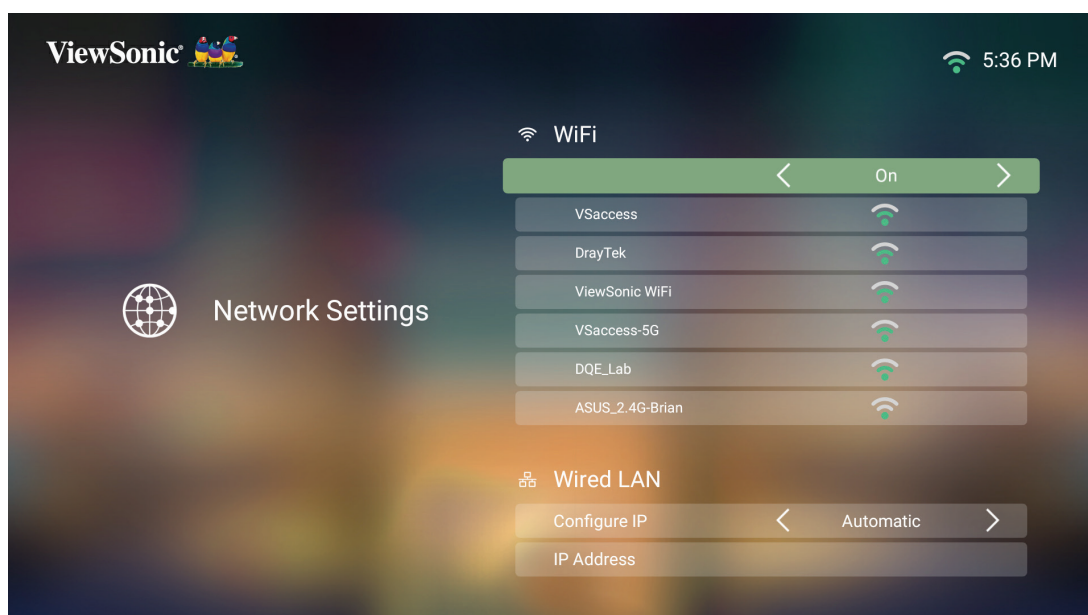 ViewSonic®
5:36 PM
WiFi
On
VSaccess
DrayTek
ViewSonic WiFi
VSaccess-5G
DQE_Lab
ASUS_2.4G-Brian
Network Settings
Wired LAN
Configure IP Automatic
IP Address